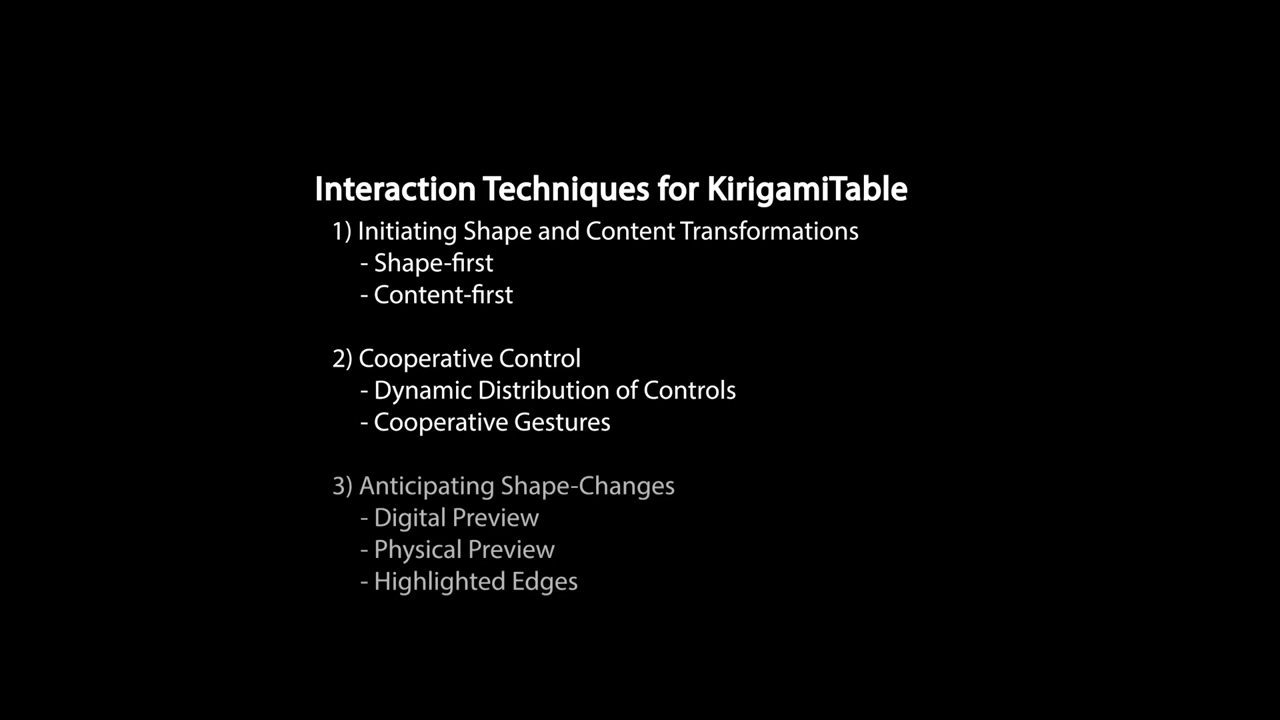 Interaction Techniques for KirigamiTable
1) Initiating Shape and Content Transformations
- Shape-first
- Content-first
2) Cooperative Control
- Dynamic Distribution of Controls
- Cooperative Gestures
3) Anticipating Shape-Changes
- Digital Preview
- Physical Preview
- Highlighted Edges